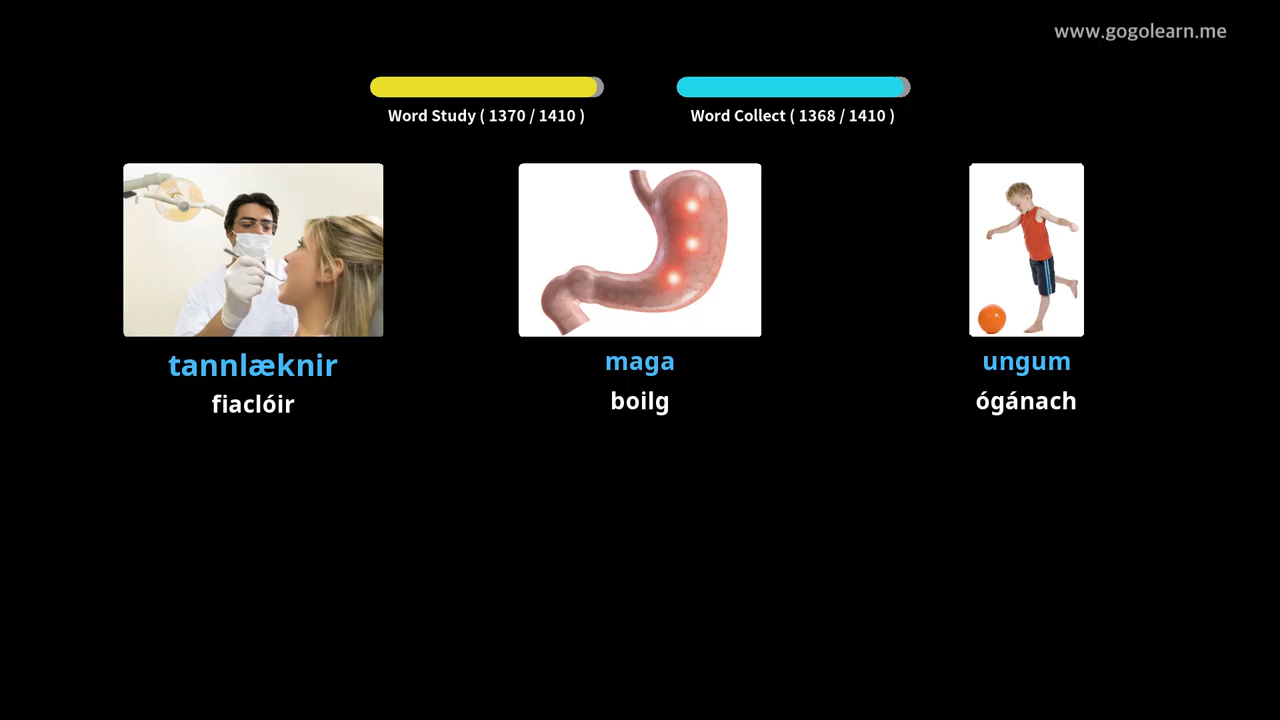 www.gogolearn.me
Word Study ( 1370 / 1410 )
Word Collect ( 1368 / 1410 )
tannlæknir
fiaclóir
maga
boilg
ungum
ógánach